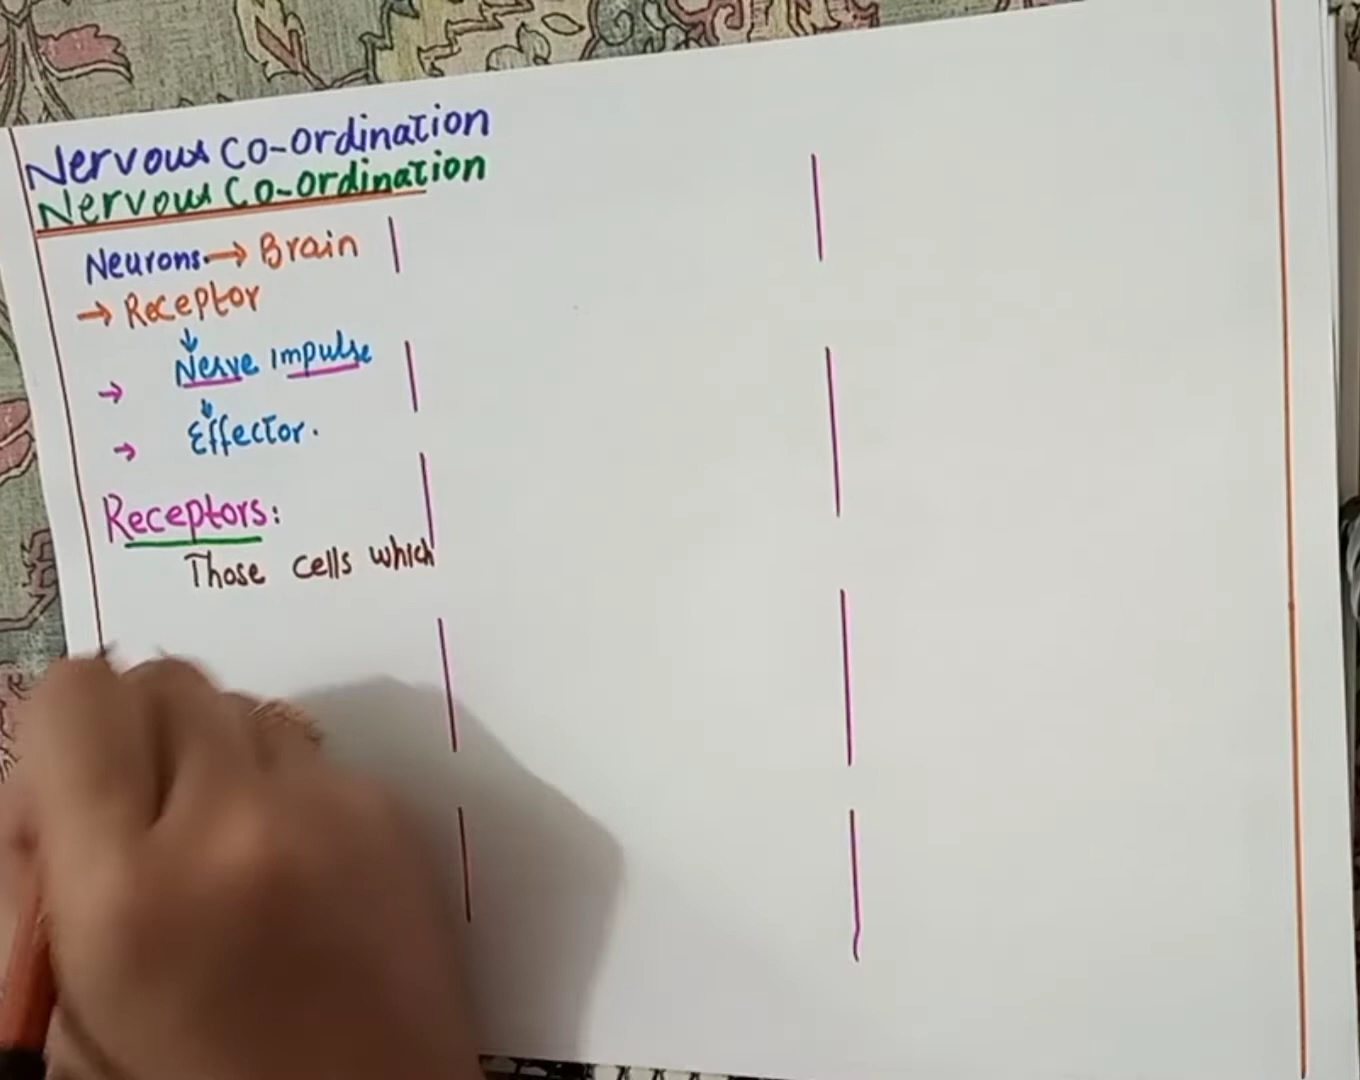 Nervous Co-ordination
Nervous Co-ordination
Neurons → Brain
→ Receptor
↓
Nerve impulse
→
↓
Effector.
→
Receptors:
Those cells which